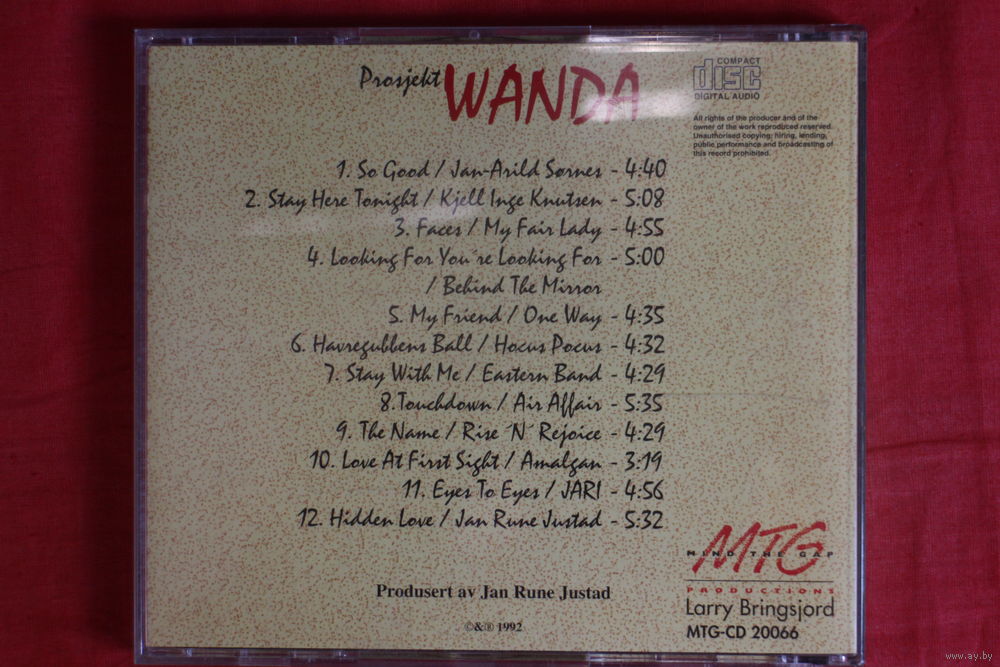 Prosjekt WANDA
COMPACT
disc
DIGITAL AUDIO
All rights of the producer and of the
owner of the work reproduced reserved.
Unauthorised copying, hiring, lending,
public performance and broadcasting of
this record prohibited.
1. So Good / Jan-Arild Sørnes - 4:40
2. Stay Here Tonight / Kjell Inge Knutsen - 5:08
3. Faces / My Fair Lady - 4:55
4. Looking For You´re Looking For - 5:00
/ Behind The Mirror
5. My Friend / One Way - 4:35
6. Havregubbens Ball / Hocus Pocus - 4:32
7. Stay With Me / Eastern Band - 4:29
8.Touchdown / Air Affair - 5:35
9. The Name / Rise ´N´ Rejoice - 4:29
10. Love At First Sight / Amalgan - 3:19
11. Eyes To Eyes / JARI - 4:56
12. Hidden Love / Jan Rune Justad - 5:32
Produsert av Jan Rune Justad
©&® 1992
MTG
MIND THE GAP
PRODUCTIONS
Larry Bringsjord
MTG-CD 20066
www.ay.by